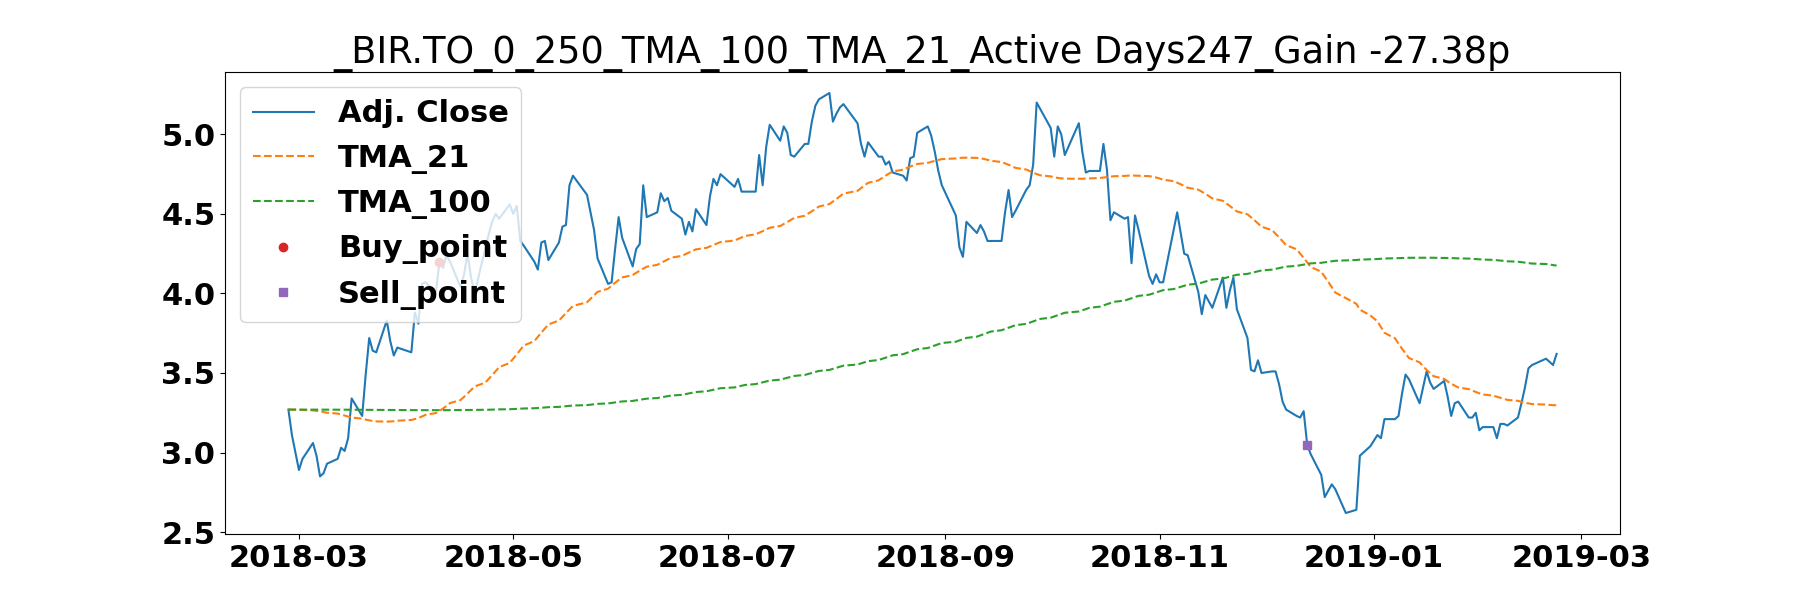 _BIR.TO_0_250_TMA_100_TMA_21_Active Days247_Gain -27.38p
Adj. Close
TMA_21
TMA_100
Buy_point
Sell_point
5.0
4.5
4.0
3.5
3.0
2.5
2018-03 2018-05 2018-07 2018-09 2018-11 2019-01 2019-03